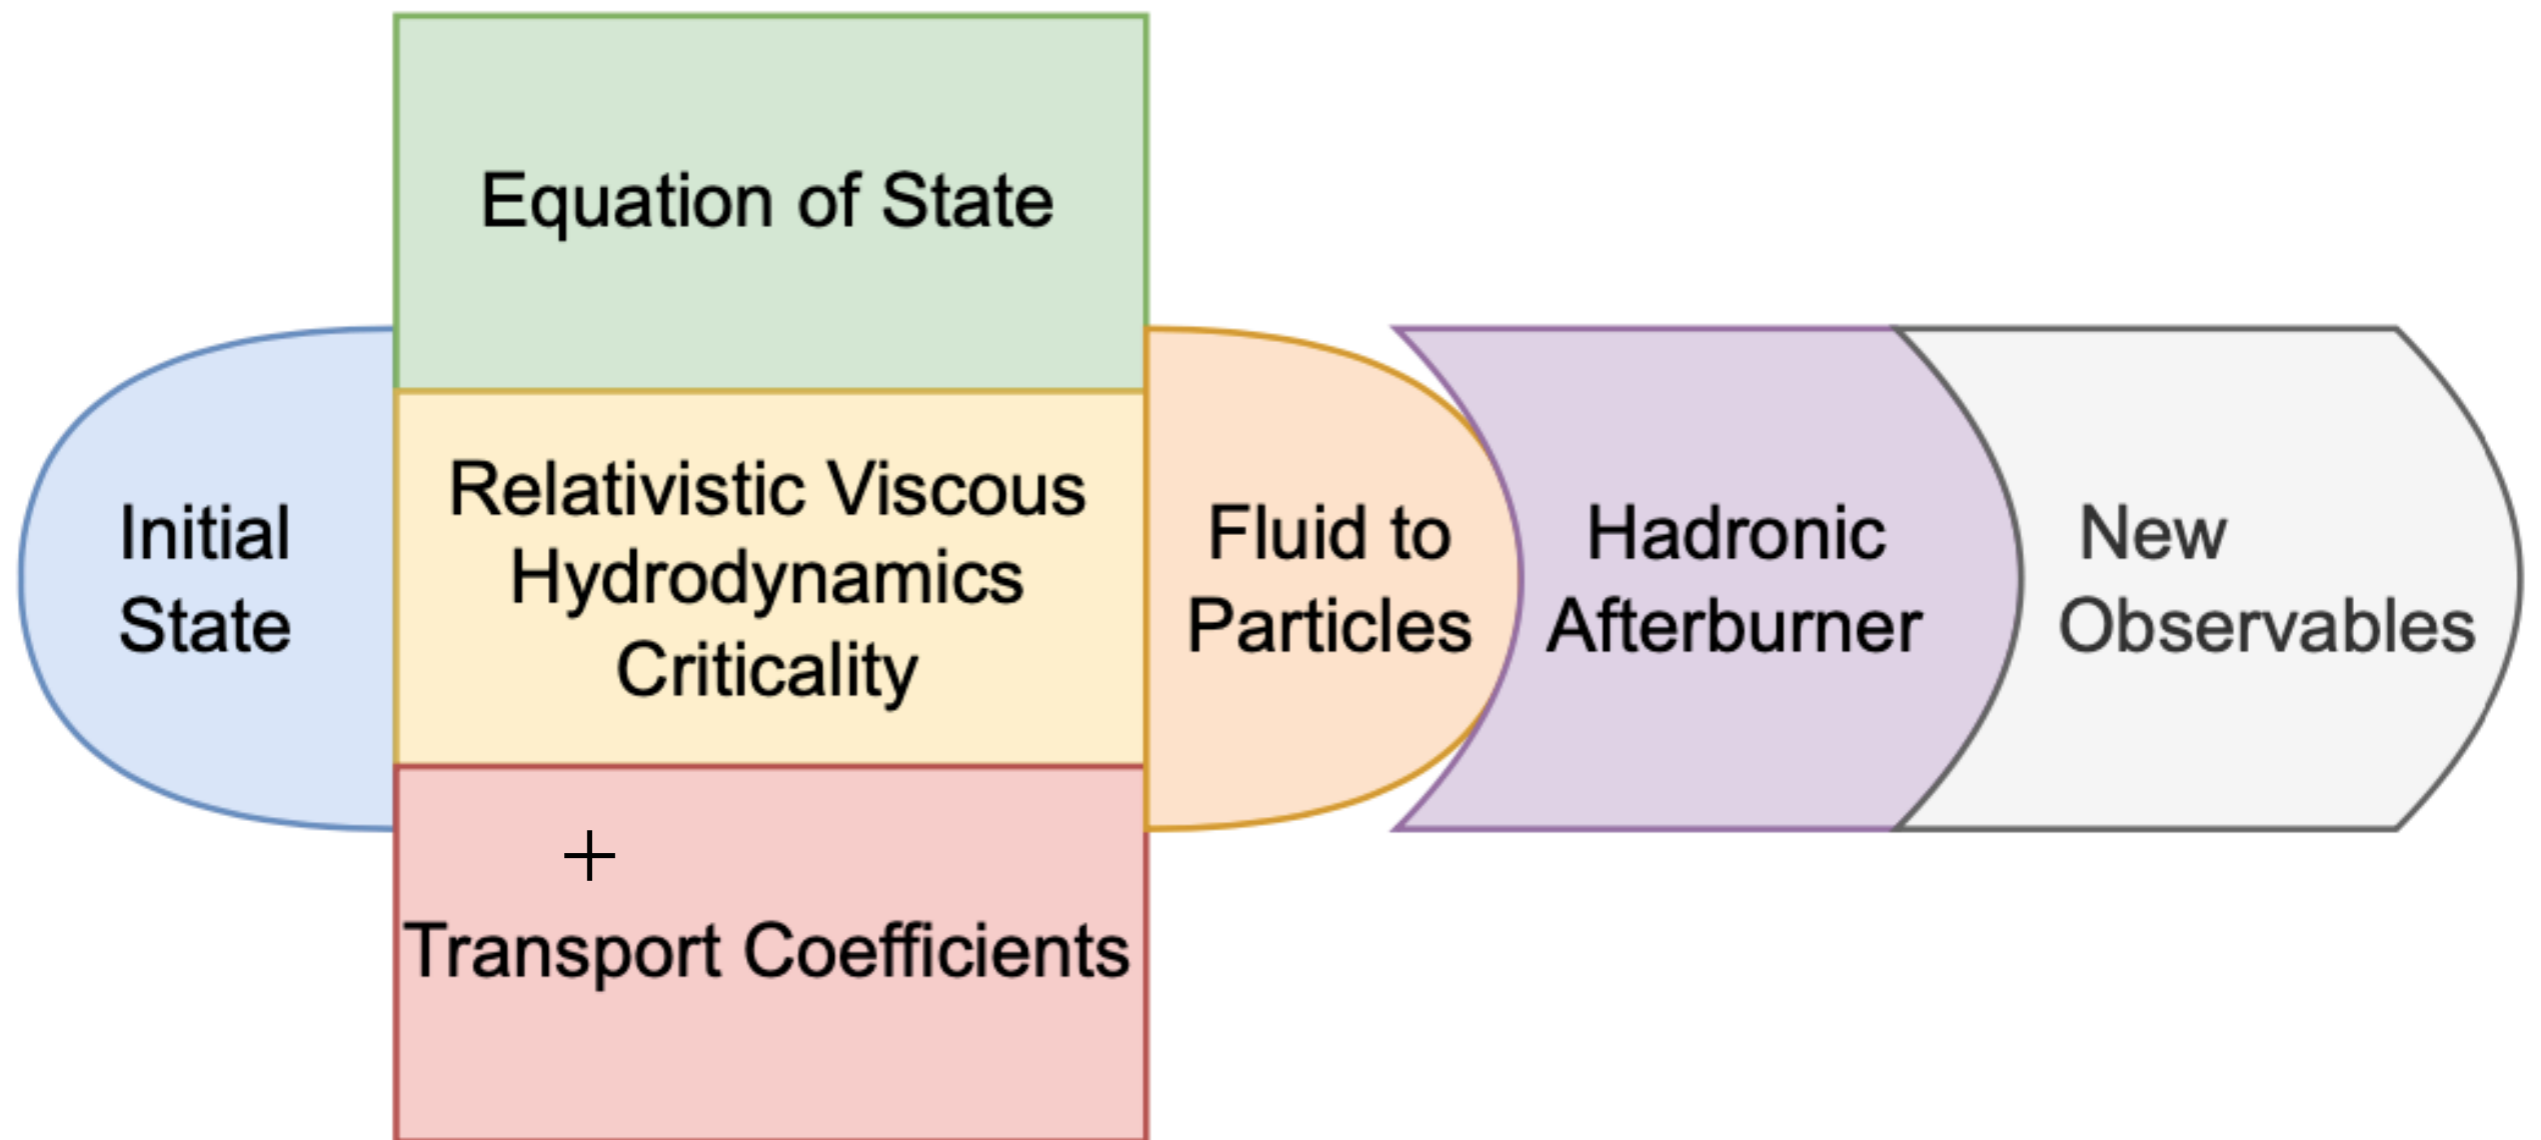 Equation of State
Initial
State
Relativistic Viscous
Hydrodynamics
Criticality
+
Transport Coefficients
Fluid to
Particles
Hadronic
Afterburner
New
Observables